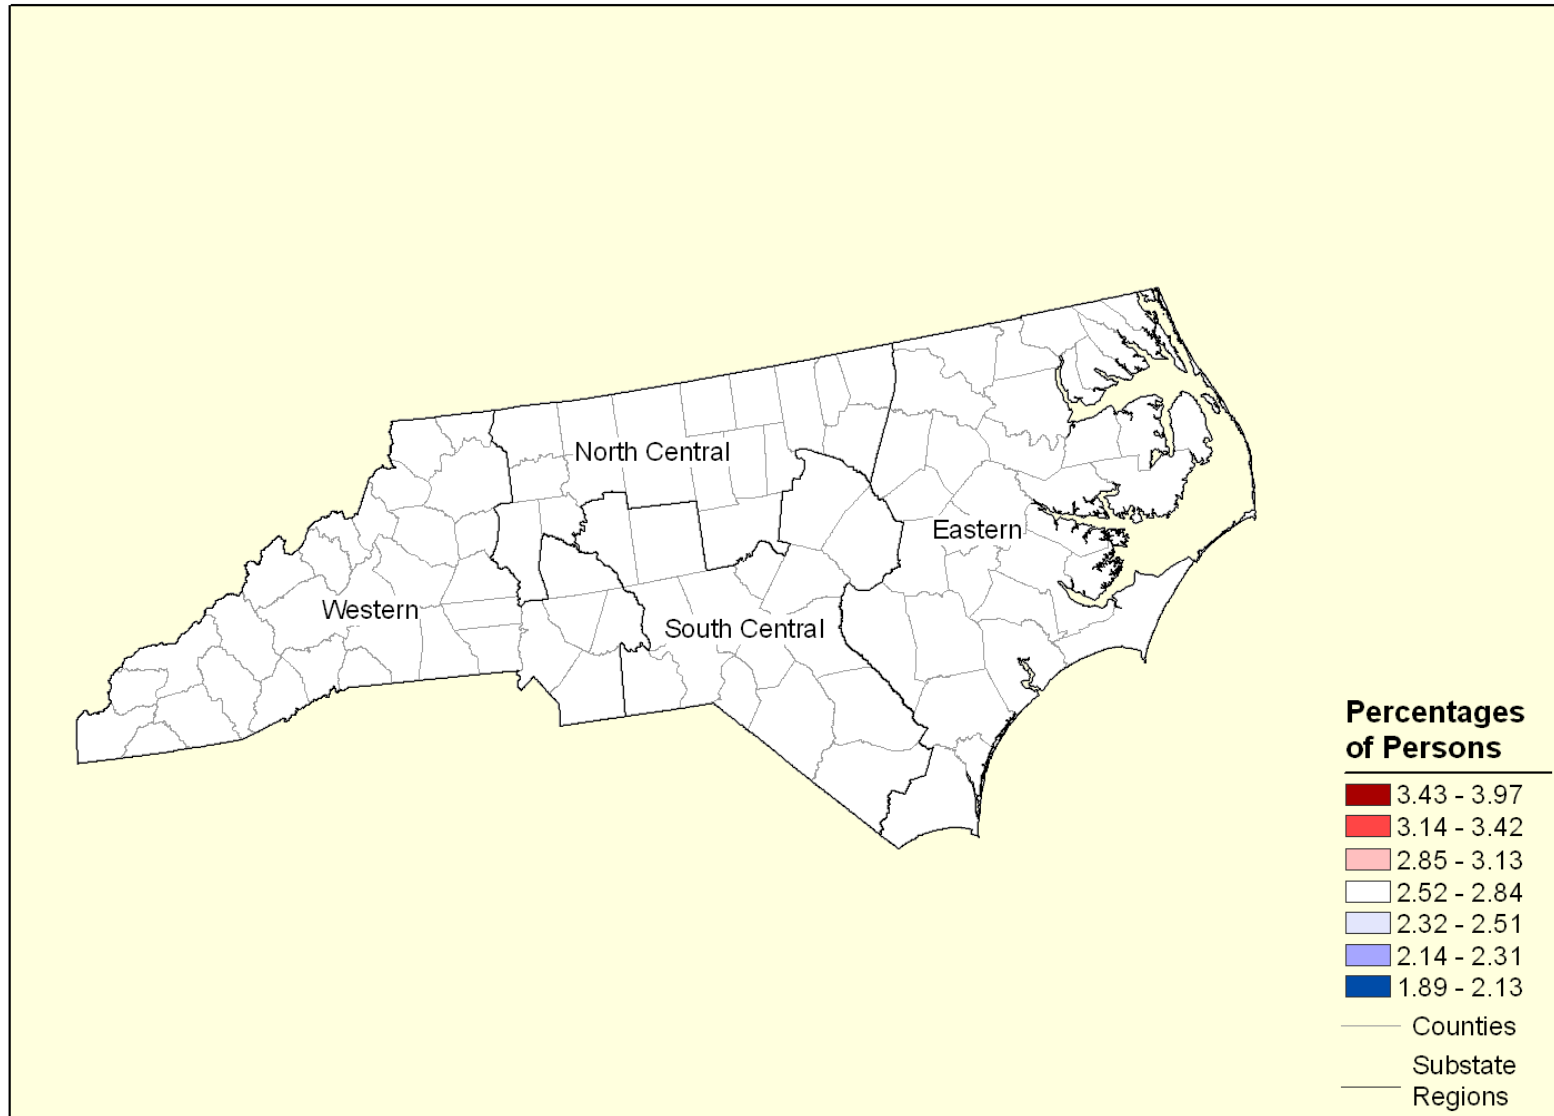 North Central
Eastern
Western
South Central
Percentages
of Persons
3.43 - 3.97
3.14 - 3.42
2.85 - 3.13
2.52 - 2.84
2.32 - 2.51
2.14 - 2.31
1.89 - 2.13
Counties
Substate
Regions